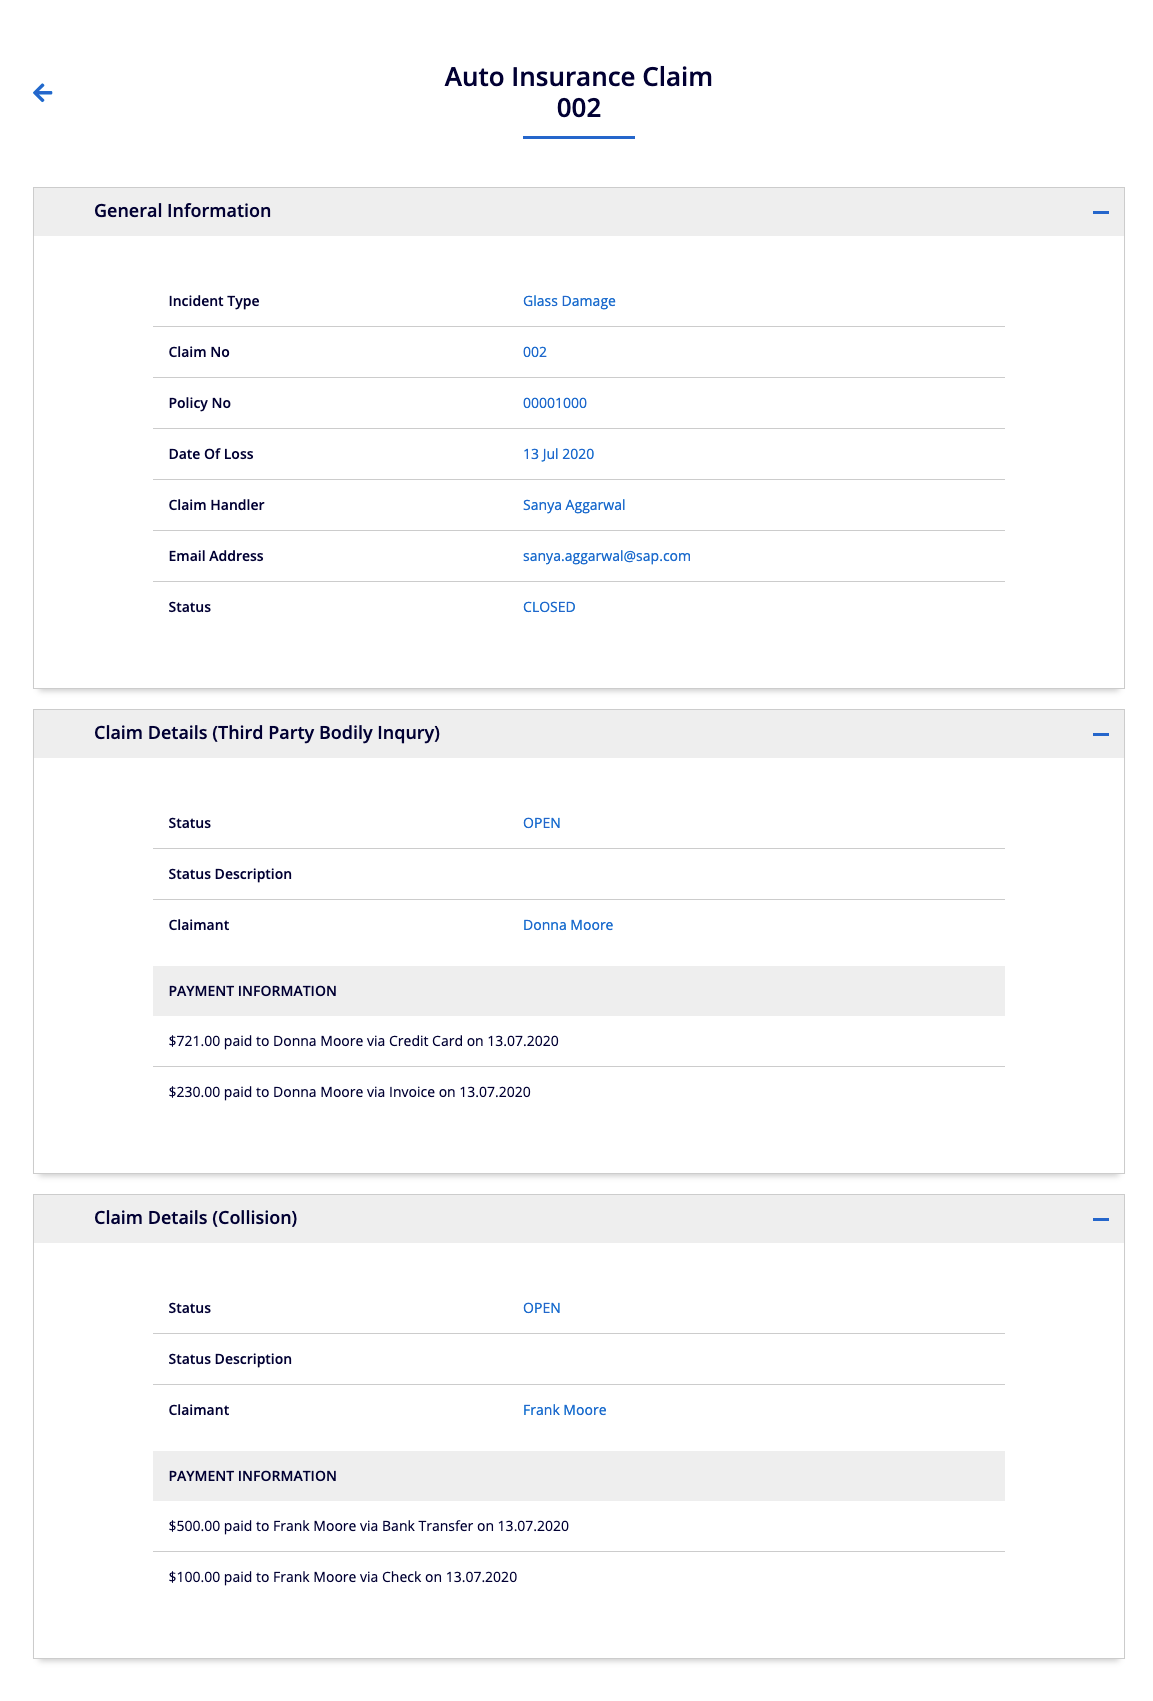 Auto Insurance Claim
002
General Information
Incident Type Glass Damage
Claim No 002
Policy No 00001000
Date Of Loss 13 Jul 2020
Claim Handler Sanya Aggarwal
Email Address sanya.aggarwal@sap.com
Status CLOSED
Claim Details (Third Party Bodily Inqury)
Status OPEN
Status Description
Claimant Donna Moore
PAYMENT INFORMATION
$721.00 paid to Donna Moore via Credit Card on 13.07.2020
$230.00 paid to Donna Moore via Invoice on 13.07.2020
Claim Details (Collision)
Status OPEN
Status Description
Claimant Frank Moore
PAYMENT INFORMATION
$500.00 paid to Frank Moore via Bank Transfer on 13.07.2020
$100.00 paid to Frank Moore via Check on 13.07.2020